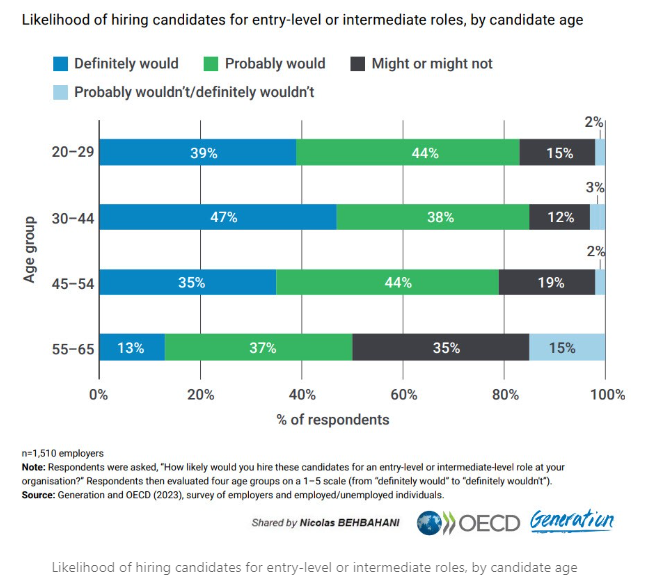 Likelihood of hiring candidates for entry-level or intermediate roles, by candidate age
Definitely would Probably would Might or might not
Probably wouldn't/definitely wouldn't
2%
20–29 39% 44% 15%
3%
30–44 47% 38% 12%
2%
45–54 35% 44% 19%
55–65 13% 37% 35% 15%
Age group
0% 20% 40% 60% 80% 100%
% of respondents
n=1,510 employers
Note: Respondents were asked, "How likely would you hire these candidates for an entry-level or intermediate-level role at your
organisation?" Respondents then evaluated four age groups on a 1–5 scale (from "definitely would" to "definitely wouldn't").
Source: Generation and OECD (2023), survey of employers and employed/unemployed individuals.
Shared by Nicolas BEHBAHANI OECD Generation
Likelihood of hiring candidates for entry-level or intermediate roles, by candidate age